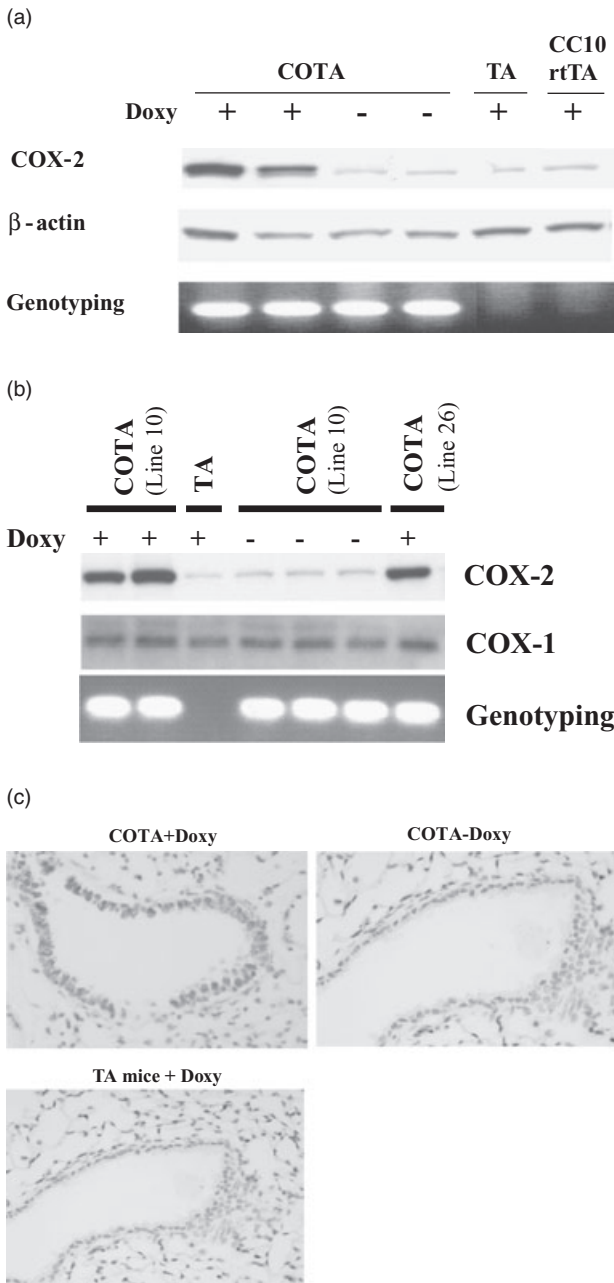 (a)
COTA TA CC10 rtTA
Doxy + + - - + +
COX-2
β-actin
Genotyping
(b)
COTA (Line 10) TA COTA (Line 10) COTA (Line 26)
Doxy + + + - - - +
COX-2
COX-1
Genotyping
(c)
COTA+Doxy COTA-Doxy
TA mice + Doxy